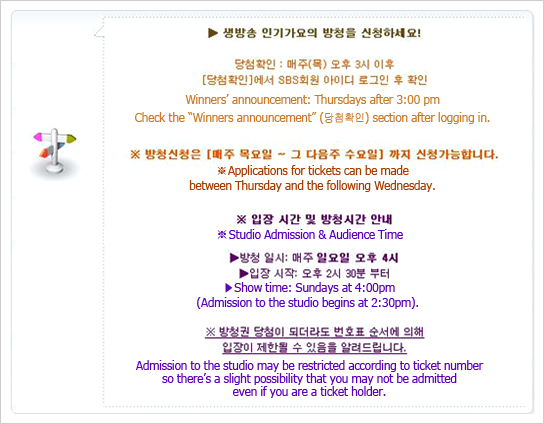 ▶ 생방송 인기가요의 방청을 신청하세요!
당첨확인 : 매주(목) 오후 3시 이후
[당첨확인]에서 SBS회원 아이디 로그인 후 확인
Winners’ announcement: Thursdays after 3:00 pm
Check the “Winners announcement” (당첨확인) section after logging in.
※ 방청신청은 [매주 목요일 ~ 그 다음주 수요일] 까지 신청가능합니다.
※Applications for tickets can be made
between Thursday and the following Wednesday.
※ 입장 시간 및 방청시간 안내
※Studio Admission & Audience Time
▶방청 일시: 매주 일요일 오후 4시
▶입장 시작: 오후 2시 30분 부터
▶Show time: Sundays at 4:00pm
(Admission to the studio begins at 2:30pm).
※ 방청권 당첨이 되더라도 번호표 순서에 의해
입장이 제한될 수 있음을 알려드립니다.
Admission to the studio may be restricted according to ticket number
so there’s a slight possibility that you may not be admitted
even if you are a ticket holder.